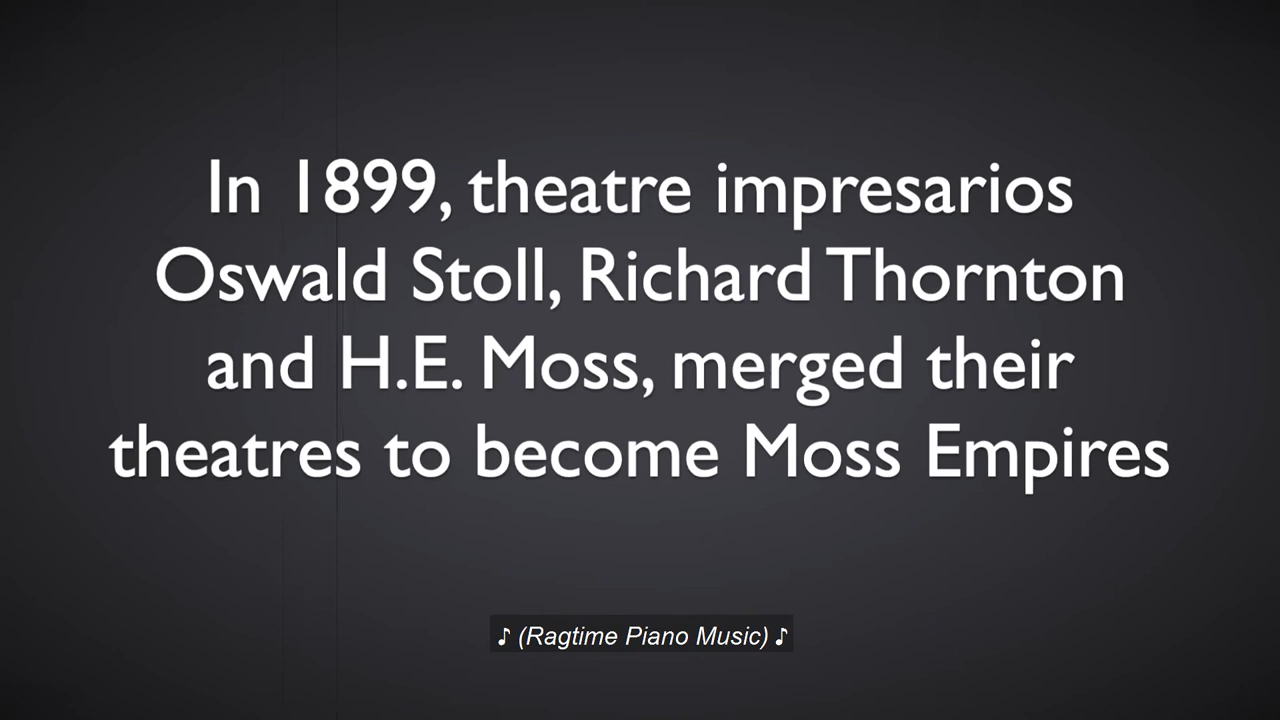 In 1899, theatre impresarios
Oswald Stoll, Richard Thornton
and H.E. Moss, merged their
theatres to become Moss Empires
♪ (Ragtime Piano Music) ♪